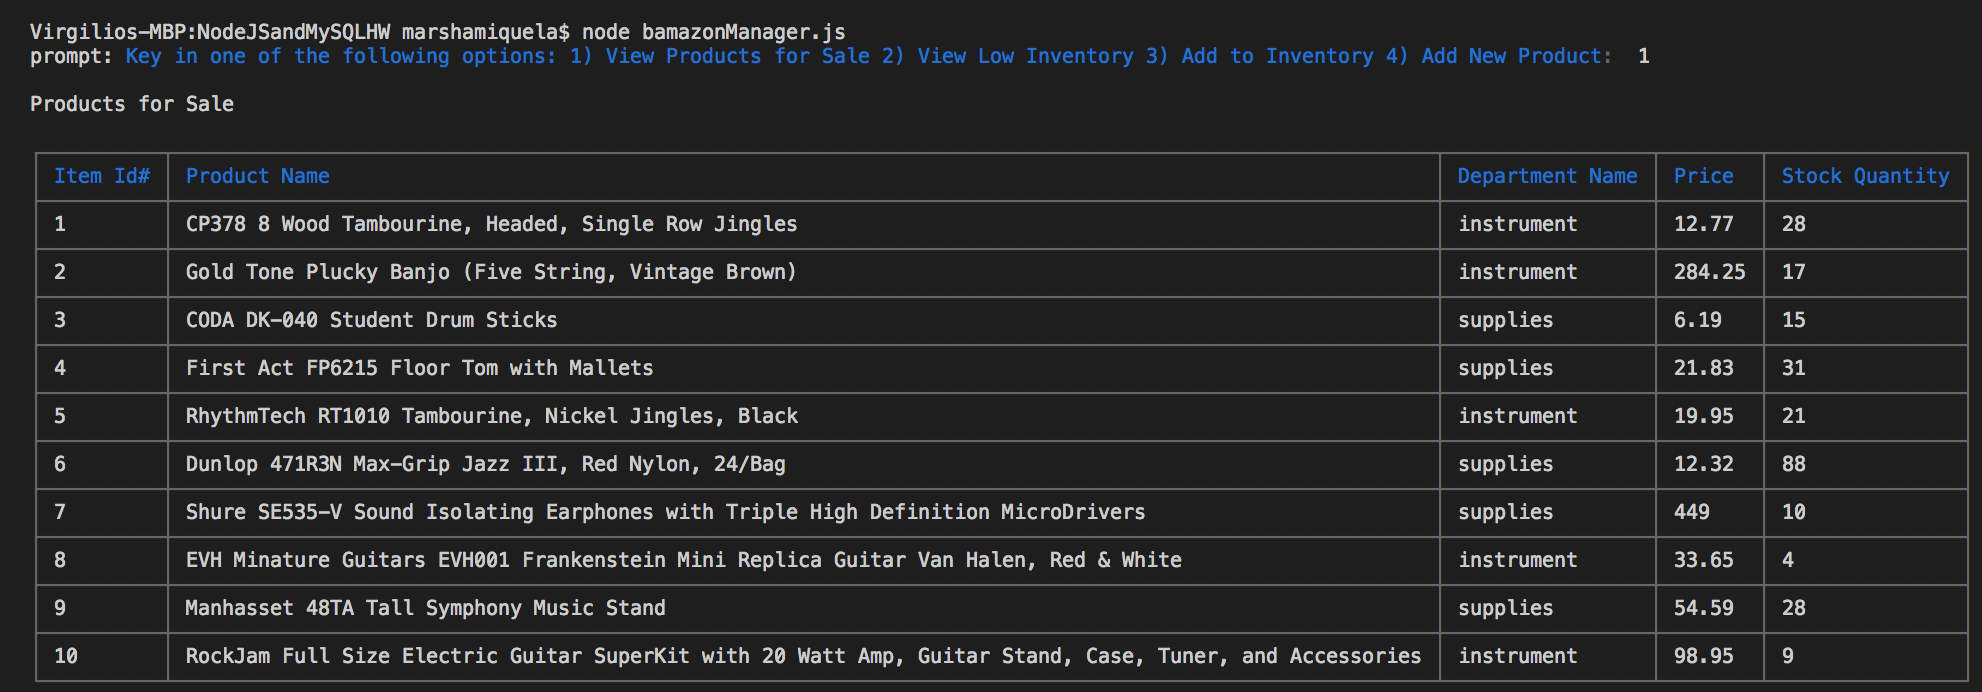 Virgilios-MBP:NodeJSandMySQLHW marshamiquela$ node bamazonManager.js
prompt: Key in one of the following options: 1) View Products for Sale 2) View Low Inventory 3) Add to Inventory 4) Add New Product:  1
Products for Sale
Item Id# Product Name Department Name Price Stock Quantity
1 CP378 8 Wood Tambourine, Headed, Single Row Jingles instrument 12.77 28
2 Gold Tone Plucky Banjo (Five String, Vintage Brown) instrument 284.25 17
3 CODA DK-040 Student Drum Sticks supplies 6.19 15
4 First Act FP6215 Floor Tom with Mallets supplies 21.83 31
5 RhythmTech RT1010 Tambourine, Nickel Jingles, Black instrument 19.95 21
6 Dunlop 471R3N Max-Grip Jazz III, Red Nylon, 24/Bag supplies 12.32 88
7 Shure SE535-V Sound Isolating Earphones with Triple High Definition MicroDrivers supplies 449 10
8 EVH Minature Guitars EVH001 Frankenstein Mini Replica Guitar Van Halen, Red & White instrument 33.65 4
9 Manhasset 48TA Tall Symphony Music Stand supplies 54.59 28
10 RockJam Full Size Electric Guitar SuperKit with 20 Watt Amp, Guitar Stand, Case, Tuner, and Accessories instrument 98.95 9